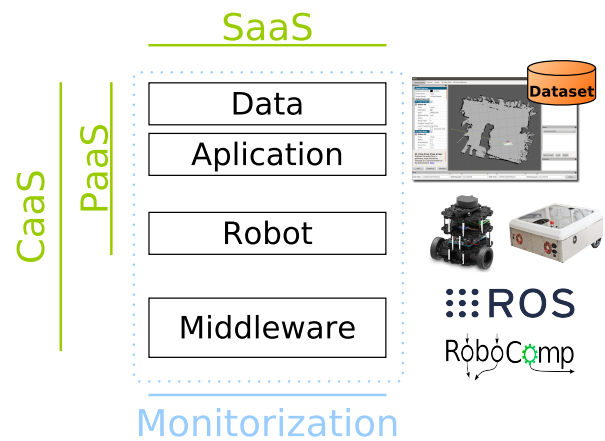 SaaS
Data
Dataset
Aplication
PaaS
CaaS
Robot
ROS
Middleware
RoboComp
Monitorization